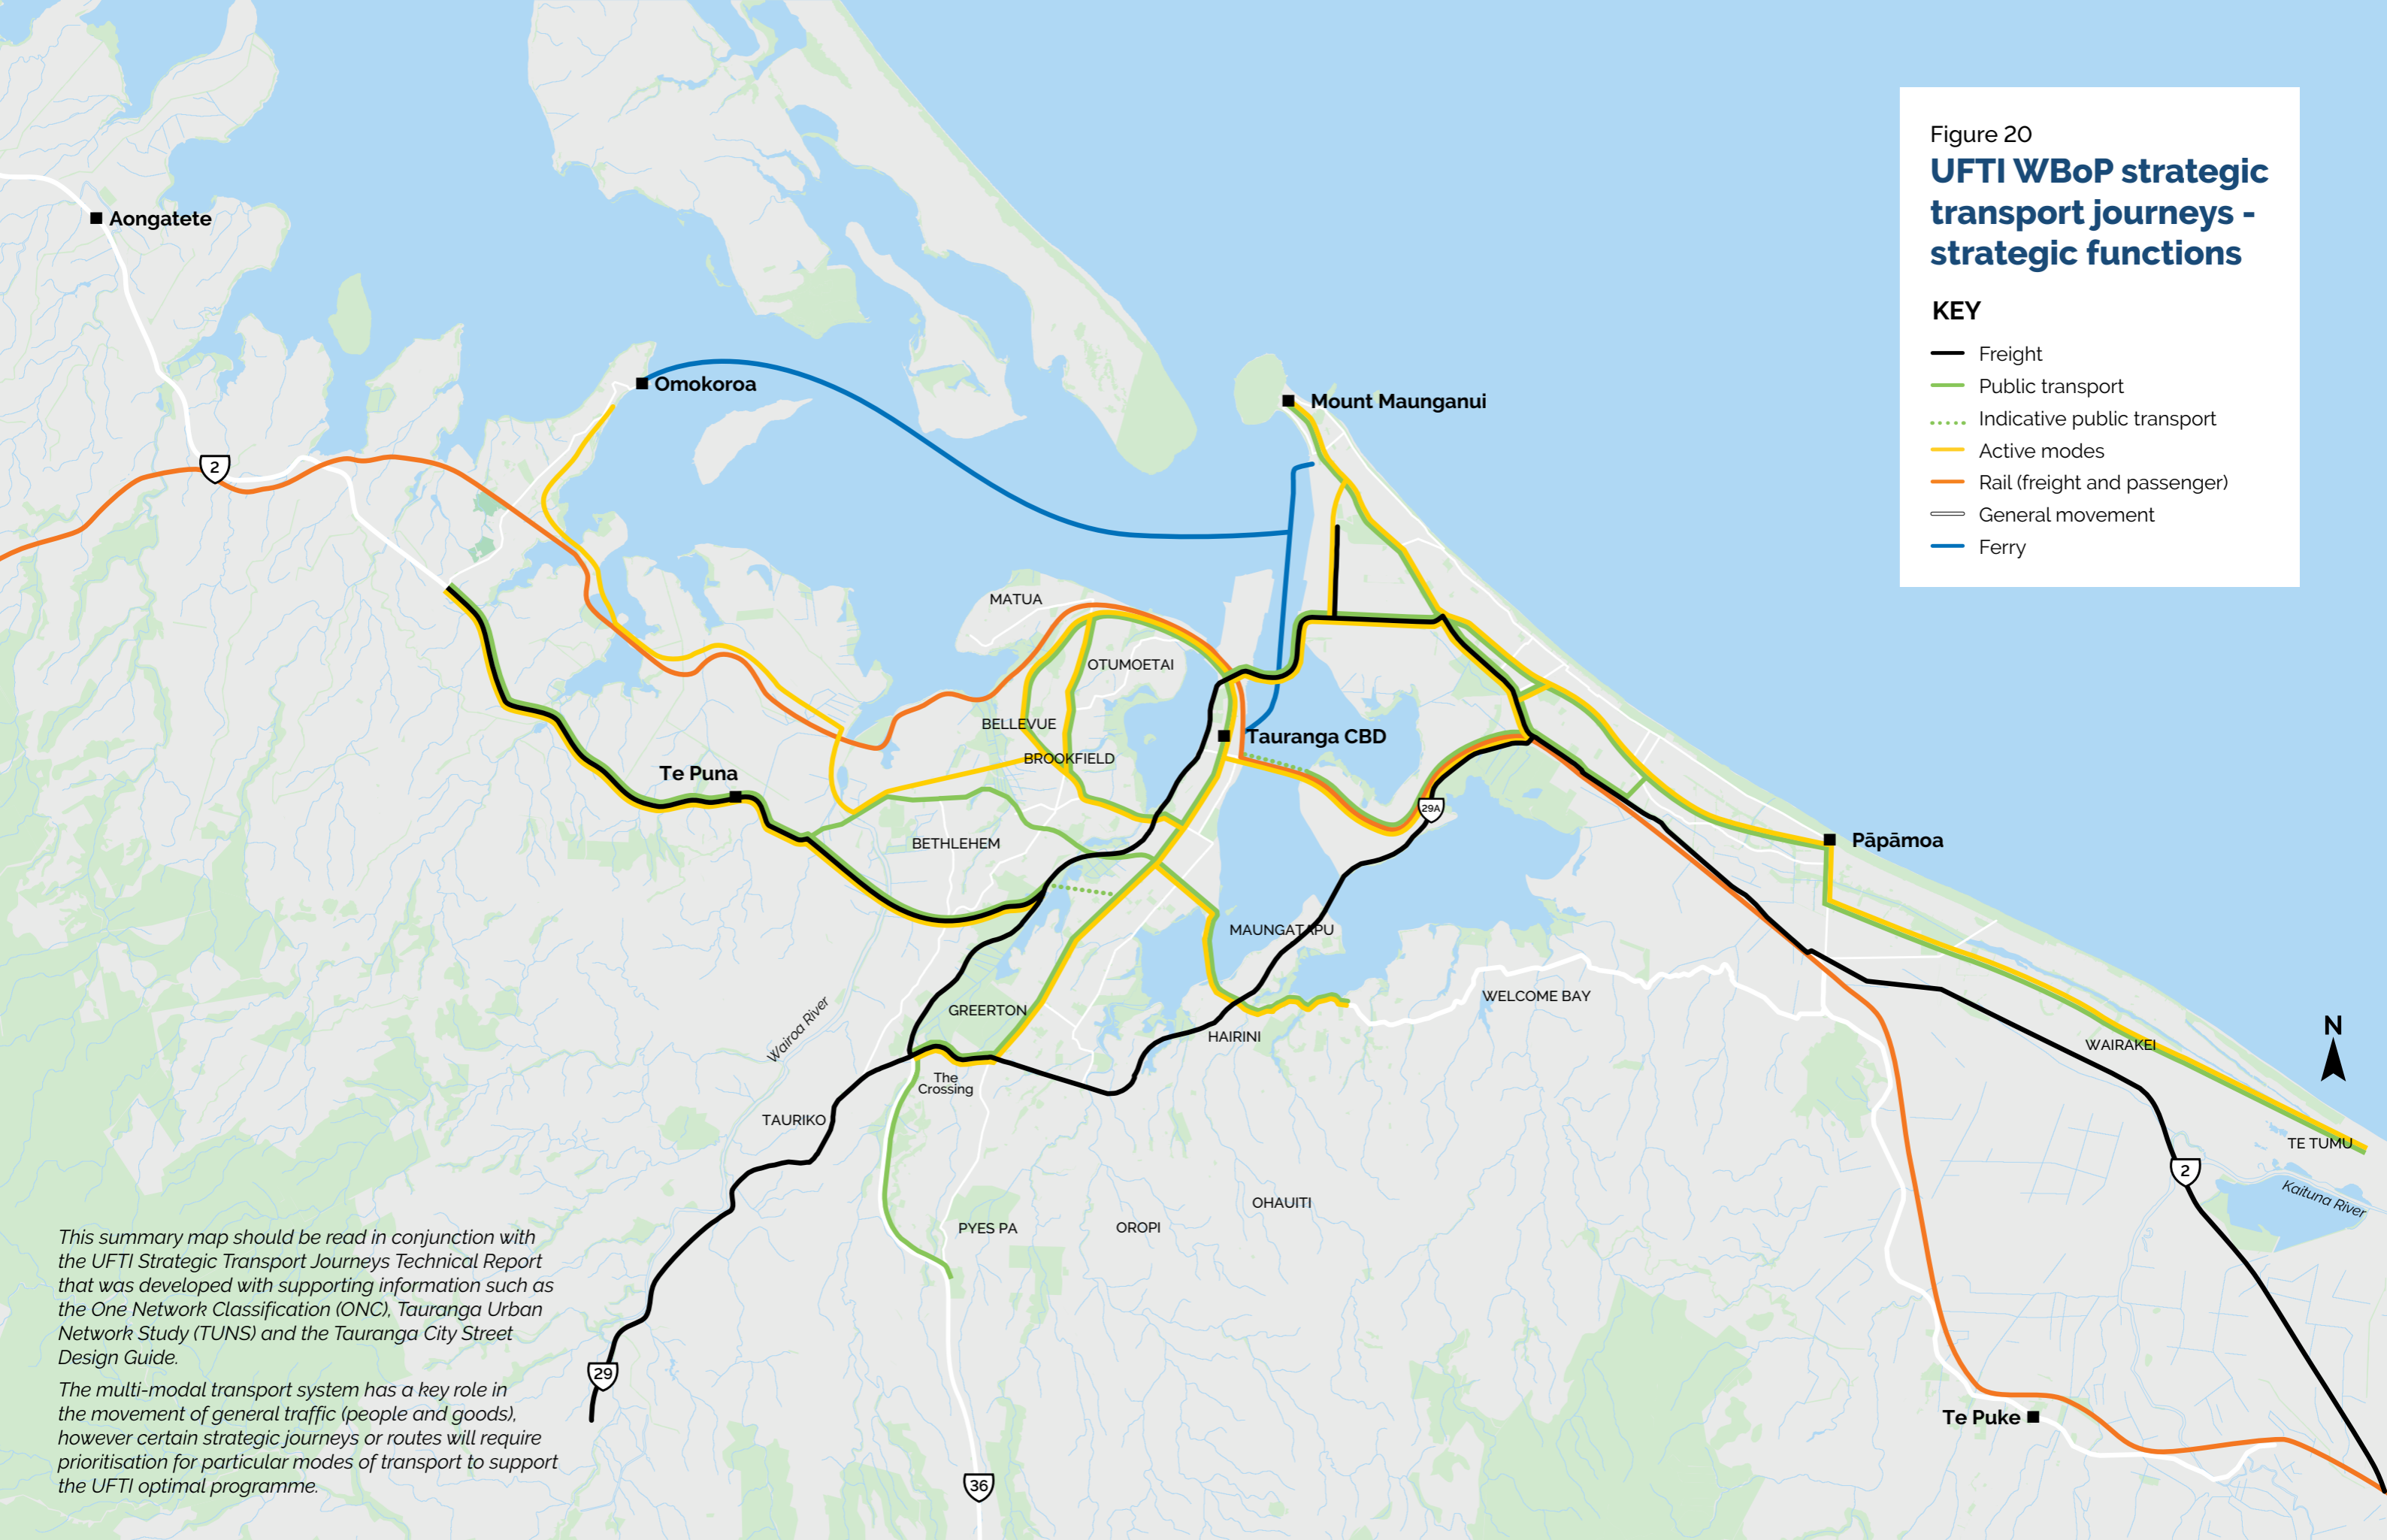 Figure 20
UFTI WBoP strategic
transport journeys -
strategic functions
KEY
Freight
Public transport
Indicative public transport
Active modes
Rail (freight and passenger)
General movement
Ferry
Aongatete
2
Omokoroa
Mount Maunganui
MATUA
OTUMOETAI
BELLEVUE
BROOKFIELD
Tauranga CBD
Te Puna
29A
BETHLEHEM
Pāpāmoa
MAUNGATAPU
WELCOME BAY
GREERTON
Wairoa River
HAIRINI
WAIRAKEI
N
The
Crossing
TAURIKO
TE TUMU
2
Kaituna River
OHAUITI
PYES PA
OROPI
29
Te Puke
36
This summary map should be read in conjunction with
the UFTI Strategic Transport Journeys Technical Report
that was developed with supporting information such as
the One Network Classification (ONC), Tauranga Urban
Network Study (TUNS) and the Tauranga City Street
Design Guide.
The multi-modal transport system has a key role in
the movement of general traffic (people and goods),
however certain strategic journeys or routes will require
prioritisation for particular modes of transport to support
the UFTI optimal programme.